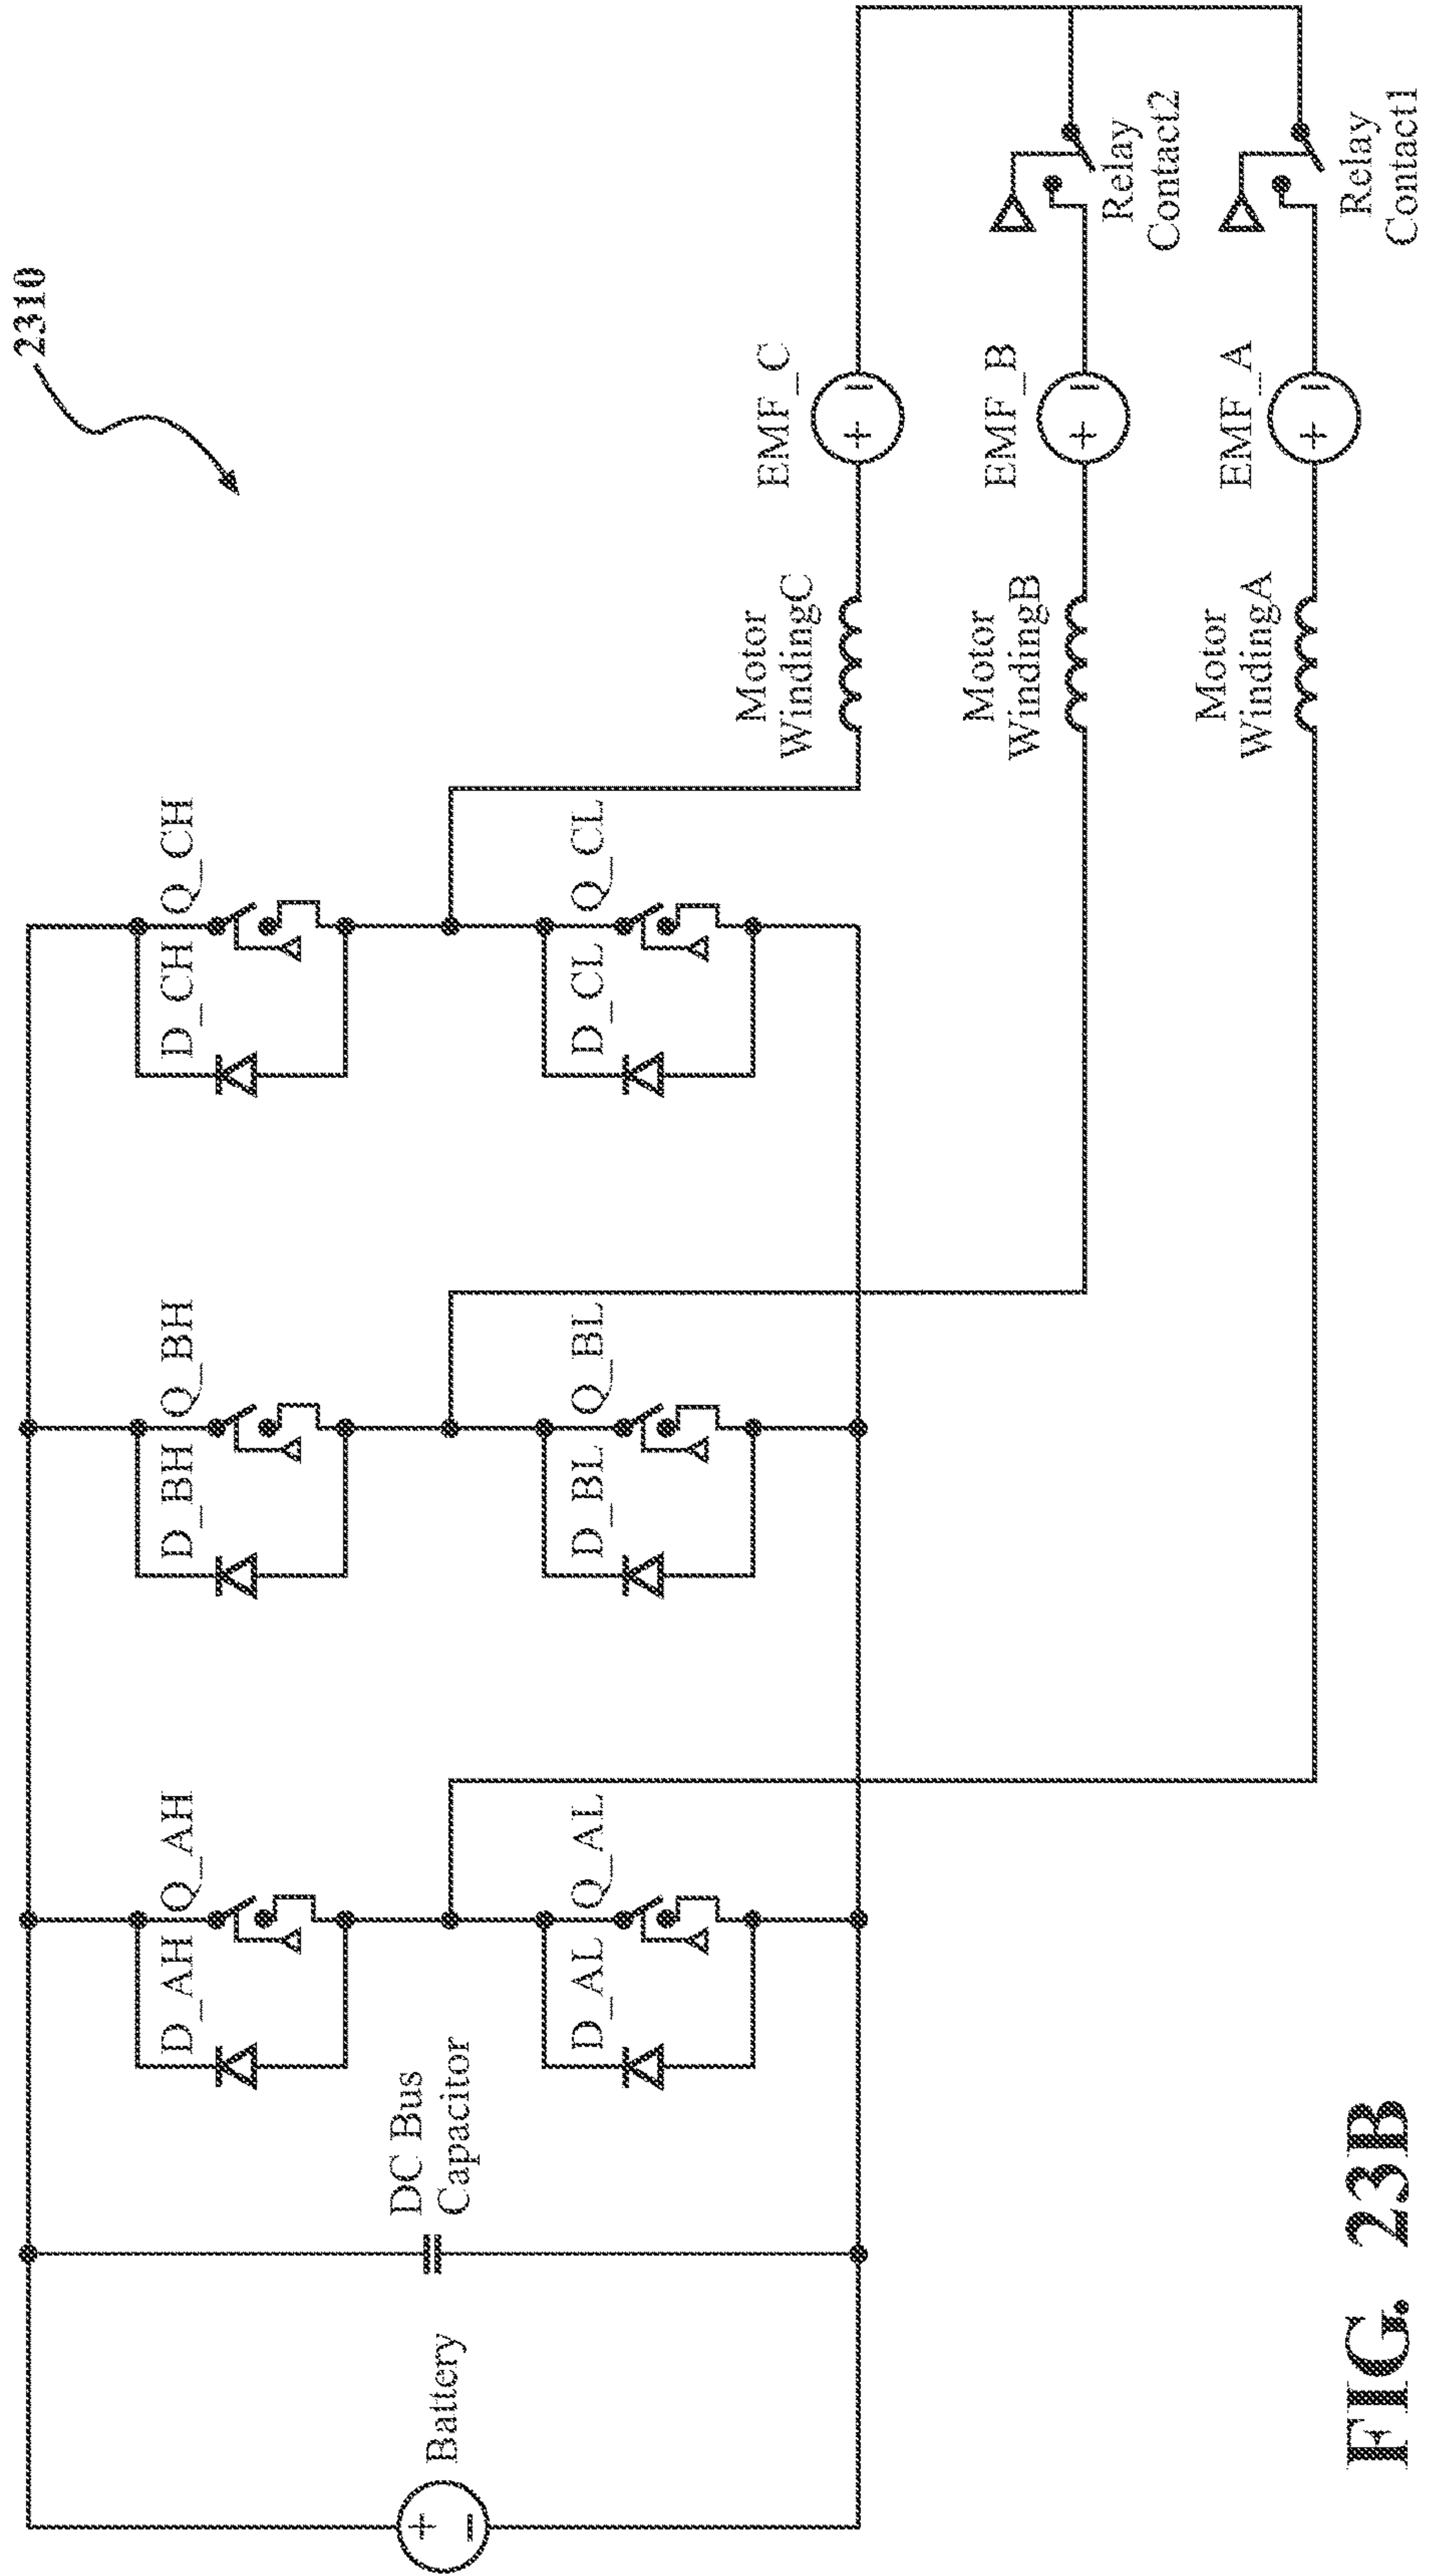 2310
Battery
DC Bus
Capacitor
D_AH
Q_AH
D_AL
Q_AL
D_BH
Q_BH
D_BL
Q_BL
D_CH
Q_CH
D_CL
Q_CL
Motor
WindingC
EMF_C
Motor
WindingB
EMF_B
Relay
Contact2
Motor
WindingA
EMF_A
Relay
Contact1
FIG. 23B